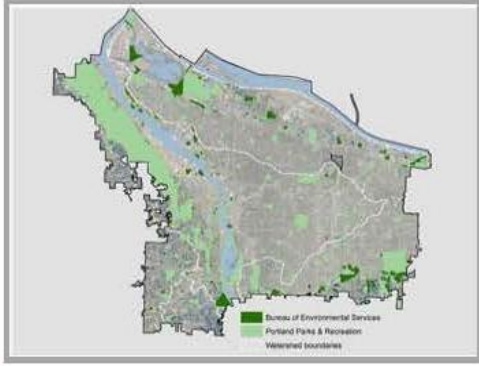 Bureau of Environmental Services
Portland Parks & Recreation
Watershed boundaries